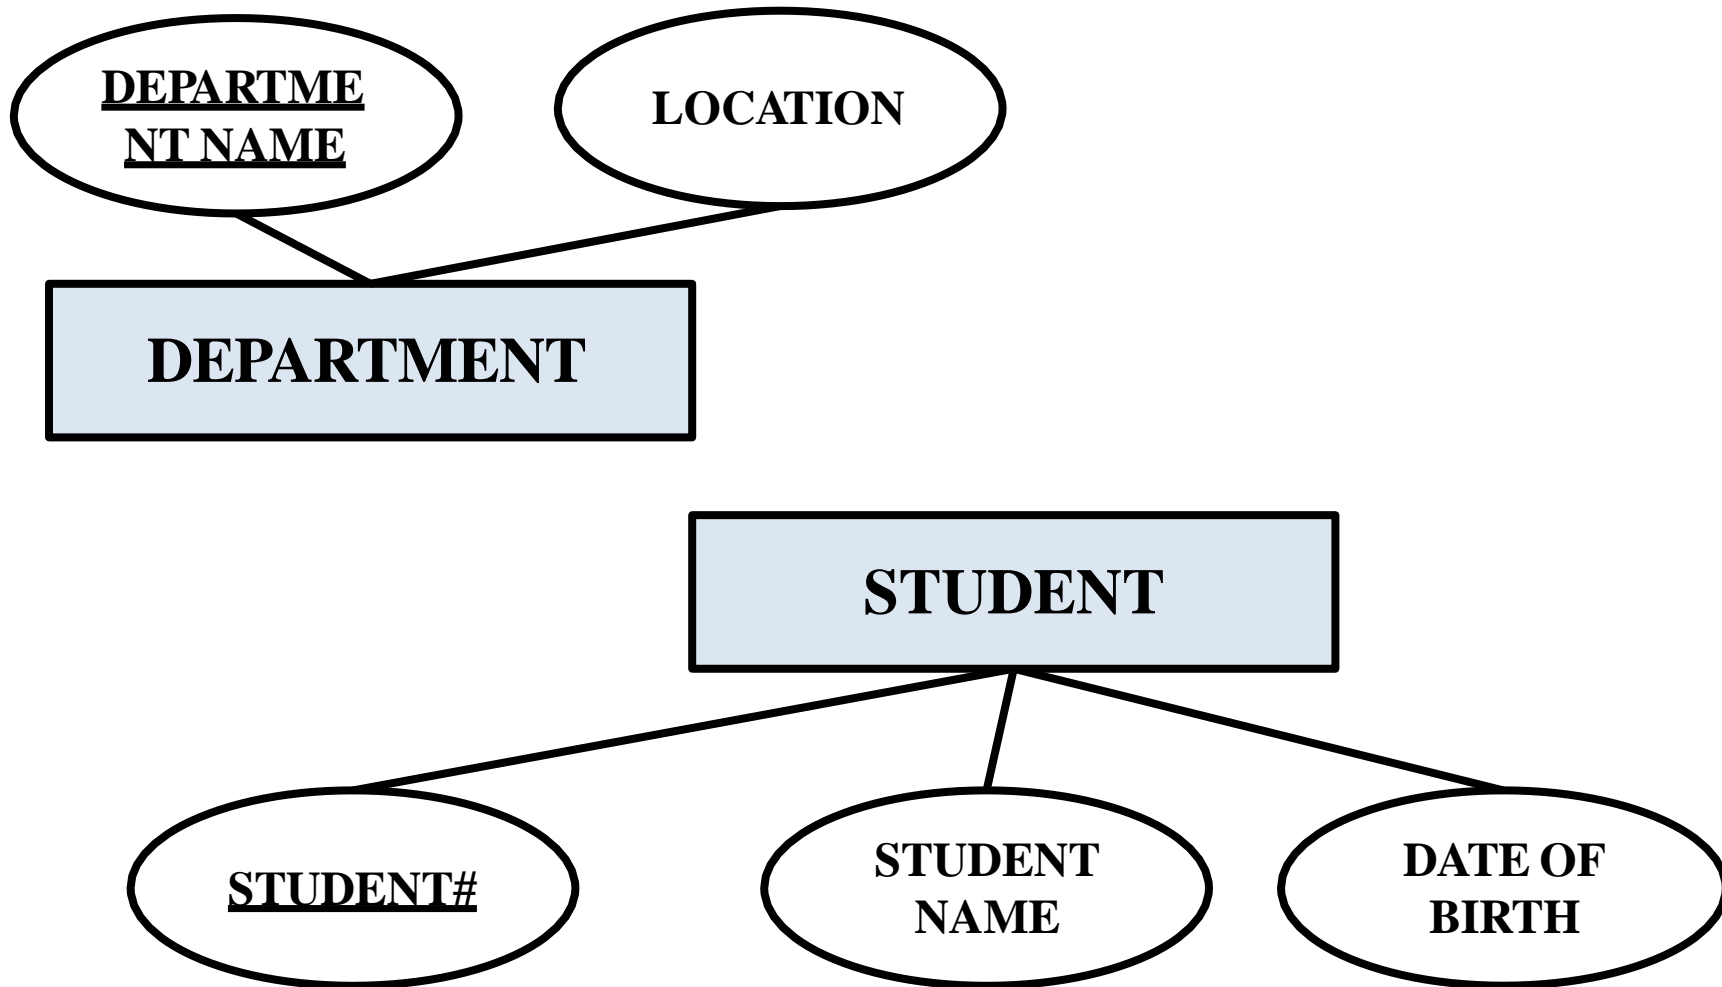 DEPARTME
NT NAME
LOCATION
DEPARTMENT
STUDENT
STUDENT#
STUDENT
NAME
DATE OF
BIRTH